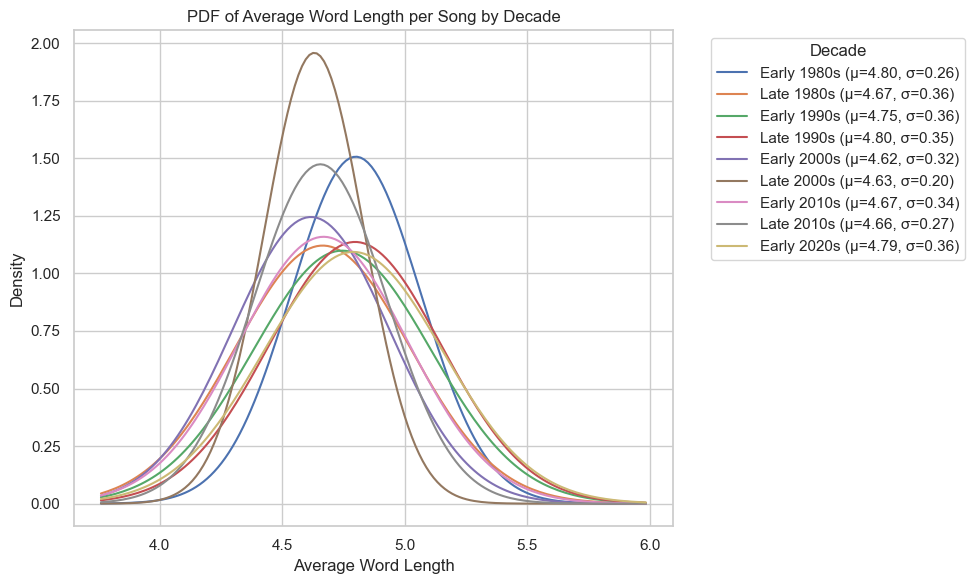 PDF of Average Word Length per Song by Decade
2.00
1.75
1.50
1.25
1.00
0.75
0.50
0.25
0.00
Density
4.0
4.5
5.0
5.5
6.0
Average Word Length
Decade
Early 1980s (μ=4.80, σ=0.26)
Late 1980s (μ=4.67, σ=0.36)
Early 1990s (μ=4.75, σ=0.36)
Late 1990s (μ=4.80, σ=0.35)
Early 2000s (μ=4.62, σ=0.32)
Late 2000s (μ=4.63, σ=0.20)
Early 2010s (μ=4.67, σ=0.34)
Late 2010s (μ=4.66, σ=0.27)
Early 2020s (μ=4.79, σ=0.36)